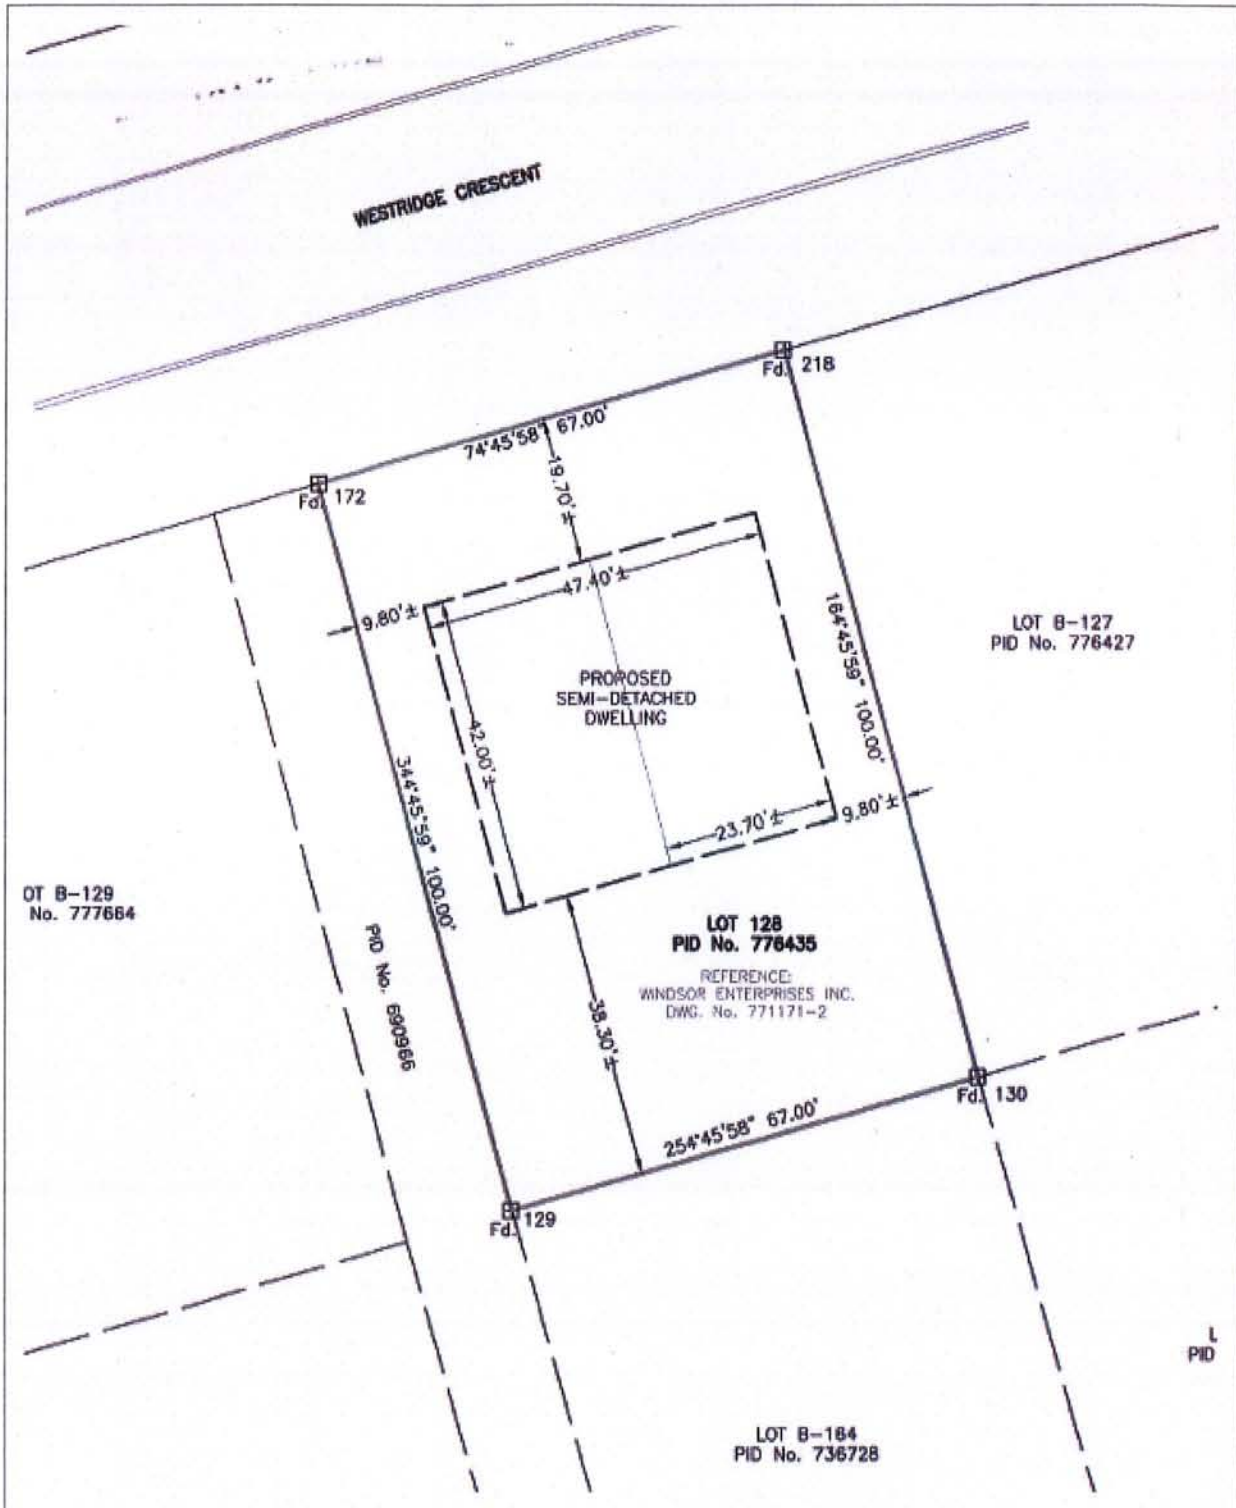 WESTRIDGE CRESCENT
Fd. 218
74°45'58" 67.00'
Fd. 172
19.70'±
47.40'±
9.80'±
164°45'59" 100.00'
LOT B-127
PID No. 776427
PROPOSED
SEMI-DETACHED
DWELLING
42.00'±
344°45'59" 100.00'
23.70'±
9.80'±
OT B-129
No. 777664
PID No. 690966
LOT 128
PID No. 776435
REFERENCE:
WINDSOR ENTERPRISES INC.
DWG. No. 771171-2
38.30'±
Fd. 130
254°45'58" 67.00'
Fd. 129
L
PID
LOT B-164
PID No. 736728